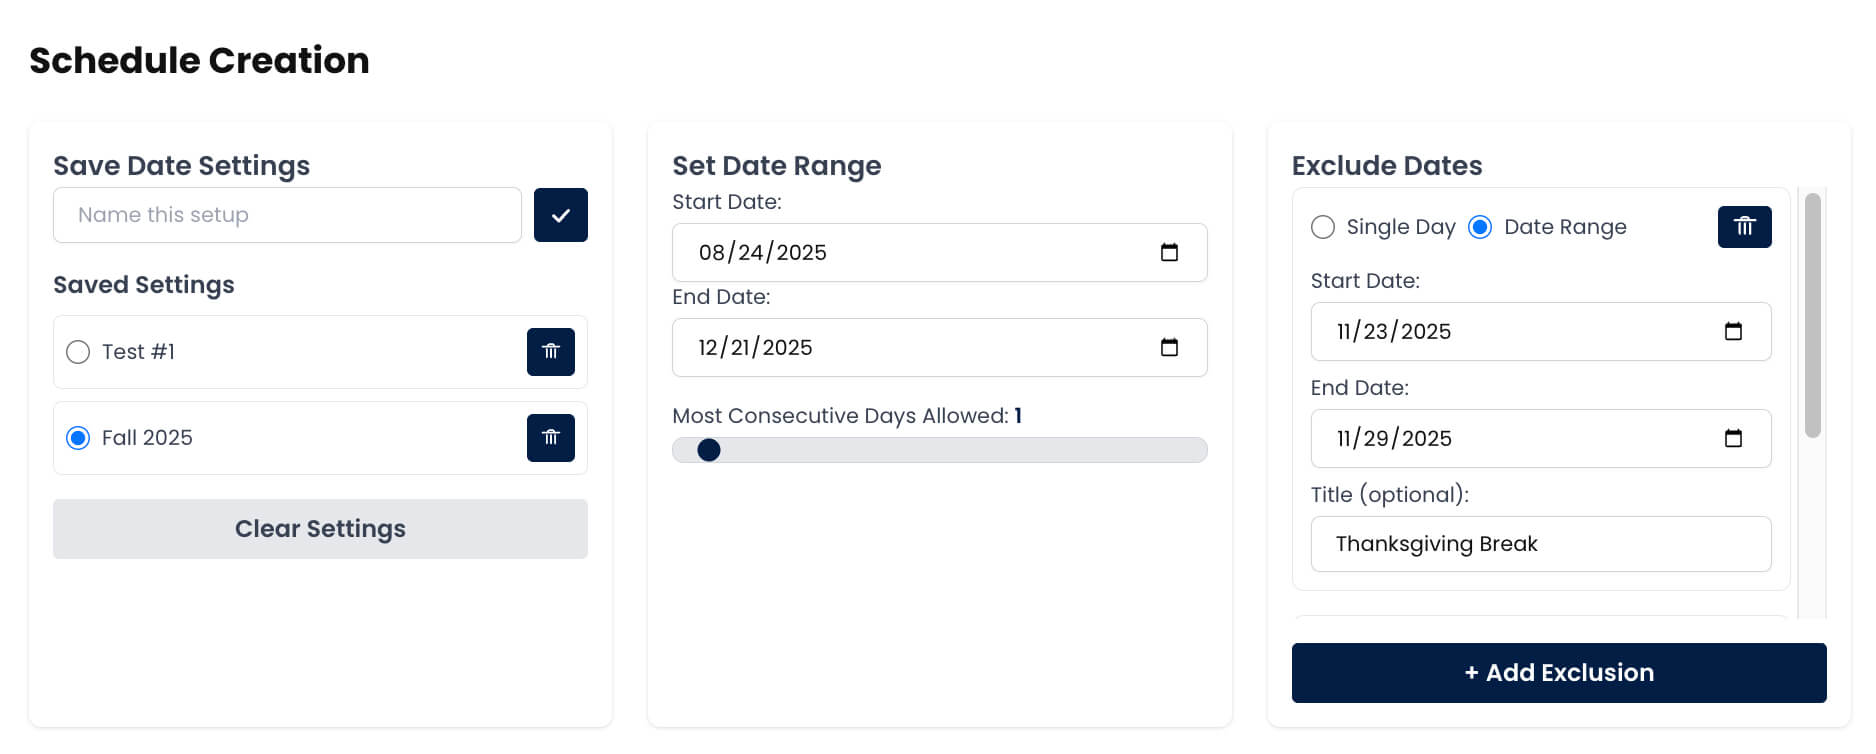 Schedule Creation
Save Date Settings
Name this setup
Saved Settings
Test #1
Fall 2025
Clear Settings
Set Date Range
Start Date:
08/24/2025
End Date:
12/21/2025
Most Consecutive Days Allowed: 1
Exclude Dates
Single Day Date Range
Start Date:
11/23/2025
End Date:
11/29/2025
Title (optional):
Thanksgiving Break
+ Add Exclusion